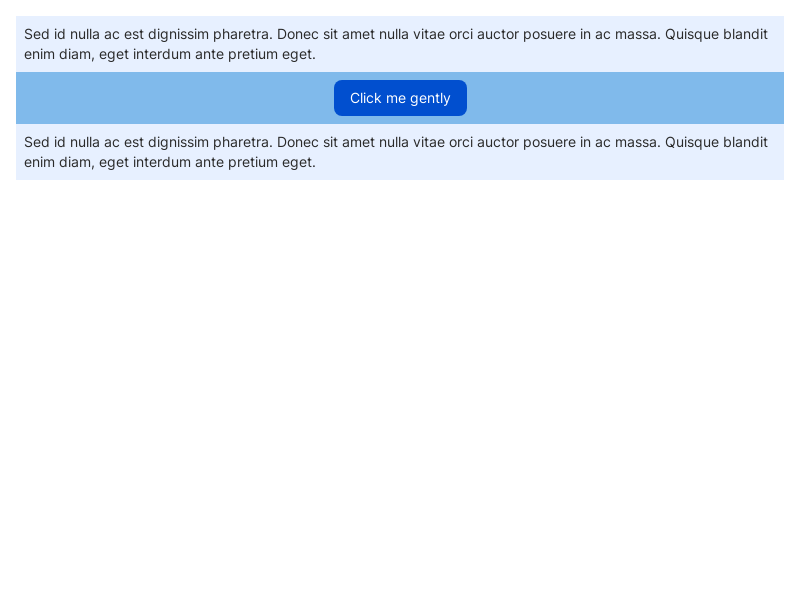 Sed id nulla ac est dignissim pharetra. Donec sit amet nulla vitae orci auctor posuere in ac massa. Quisque blandit
enim diam, eget interdum ante pretium eget.
Click me gently
Sed id nulla ac est dignissim pharetra. Donec sit amet nulla vitae orci auctor posuere in ac massa. Quisque blandit
enim diam, eget interdum ante pretium eget.